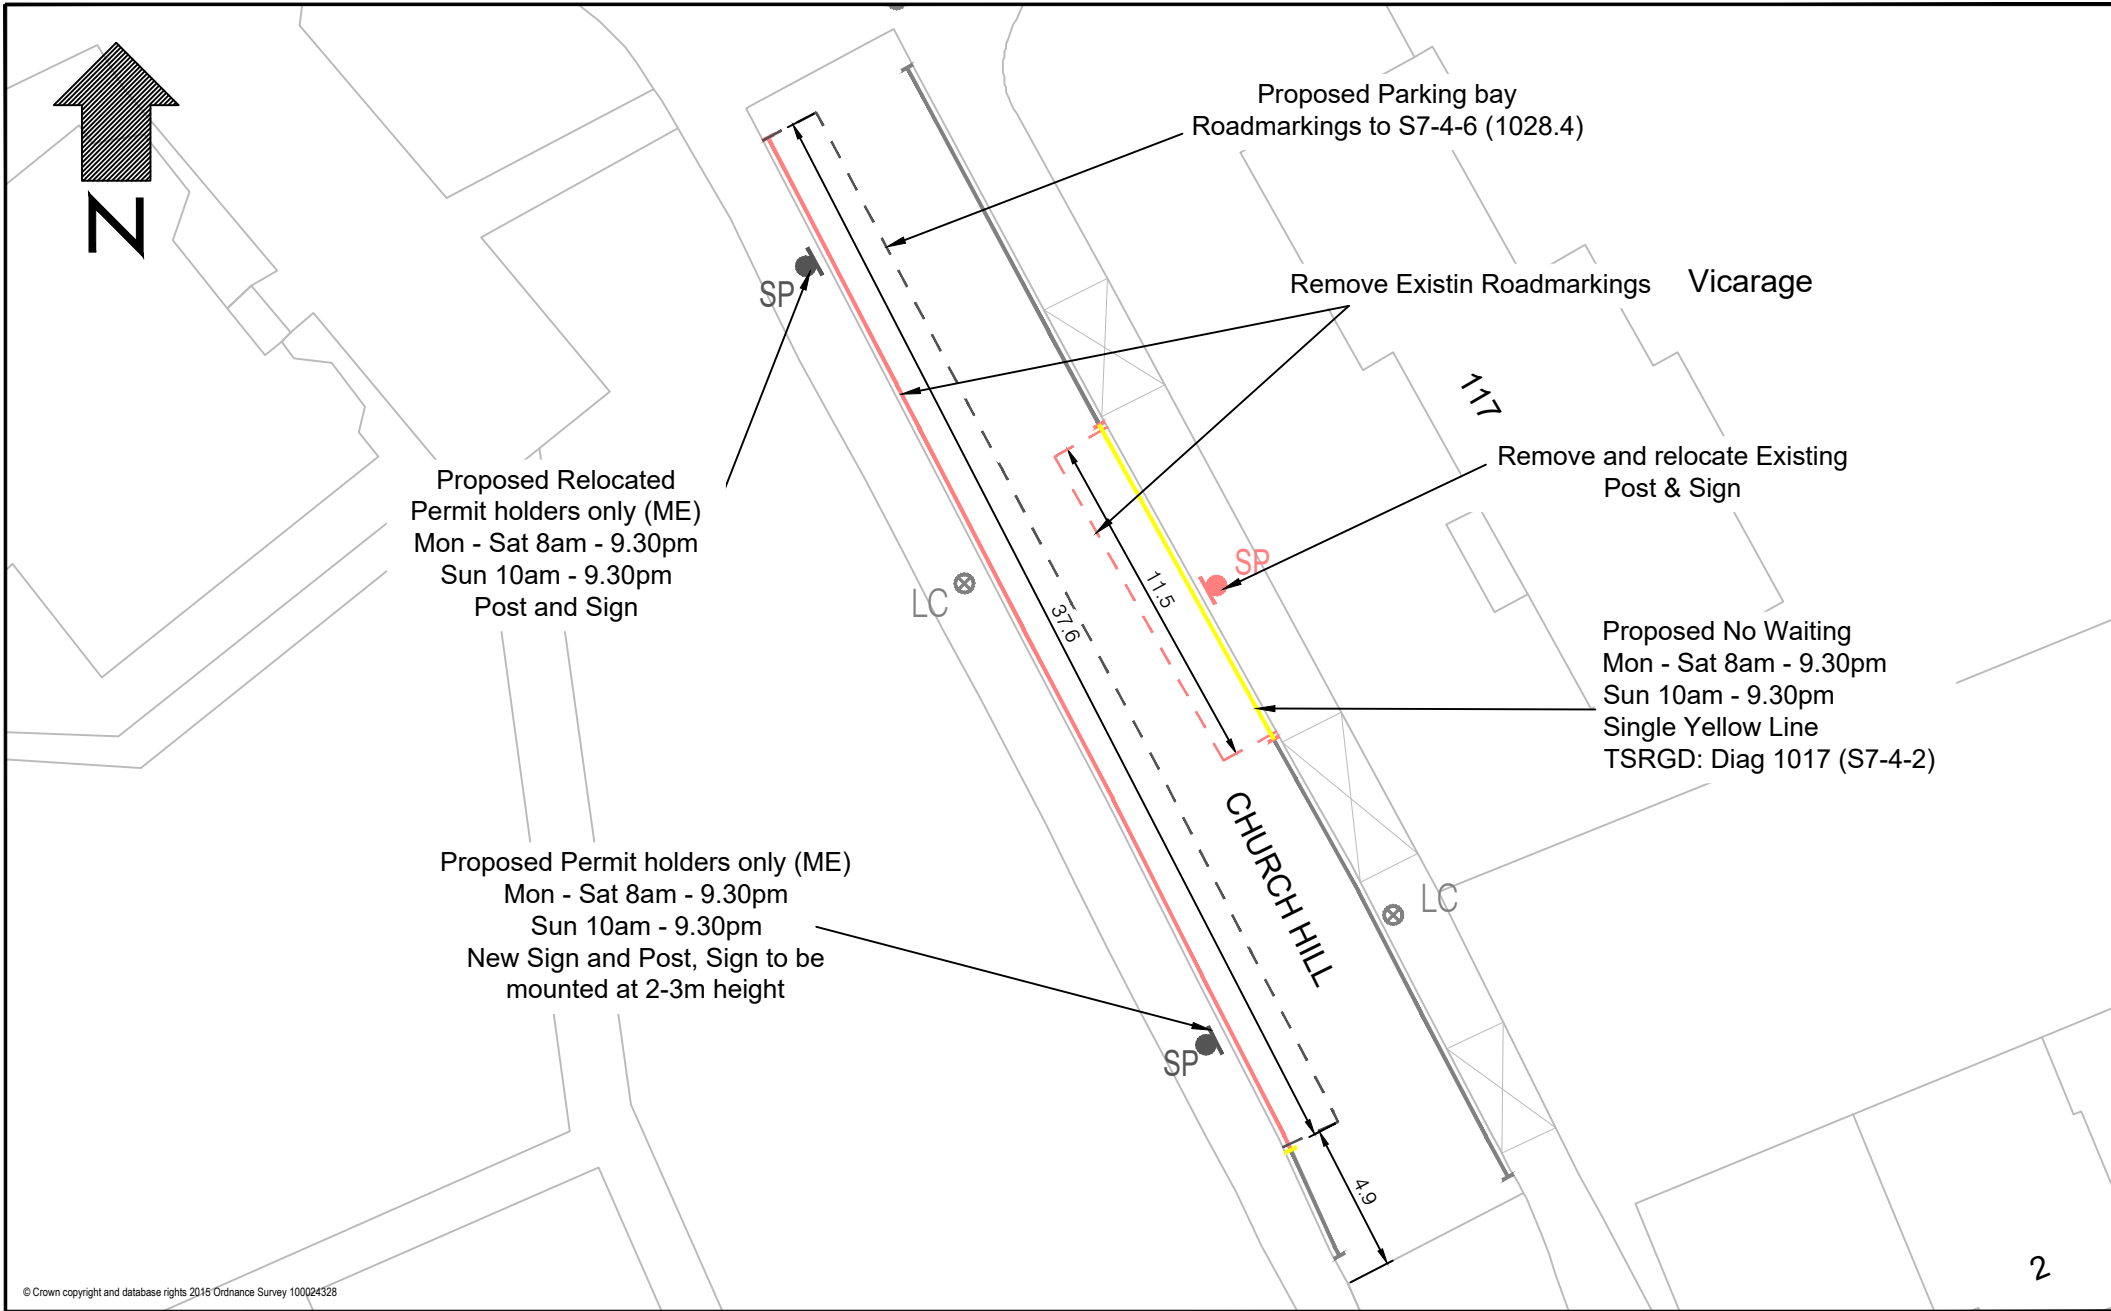 N
Proposed Parking bay
Roadmarkings to S7-4-6 (1028.4)
Remove Existin Roadmarkings
Vicarage
SP
117
Proposed Relocated
Permit holders only (ME)
Mon - Sat 8am - 9.30pm
Sun 10am - 9.30pm
Post and Sign
Remove and relocate Existing
Post & Sign
SP
LC
11.5
37.6
Proposed No Waiting
Mon - Sat 8am - 9.30pm
Sun 10am - 9.30pm
Single Yellow Line
TSRGD: Diag 1017 (S7-4-2)
CHURCH HILL
Proposed Permit holders only (ME)
Mon - Sat 8am - 9.30pm
Sun 10am - 9.30pm
New Sign and Post, Sign to be
mounted at 2-3m height
LC
SP
4.9
2
© Crown copyright and database rights 2015 Ordnance Survey 100024328